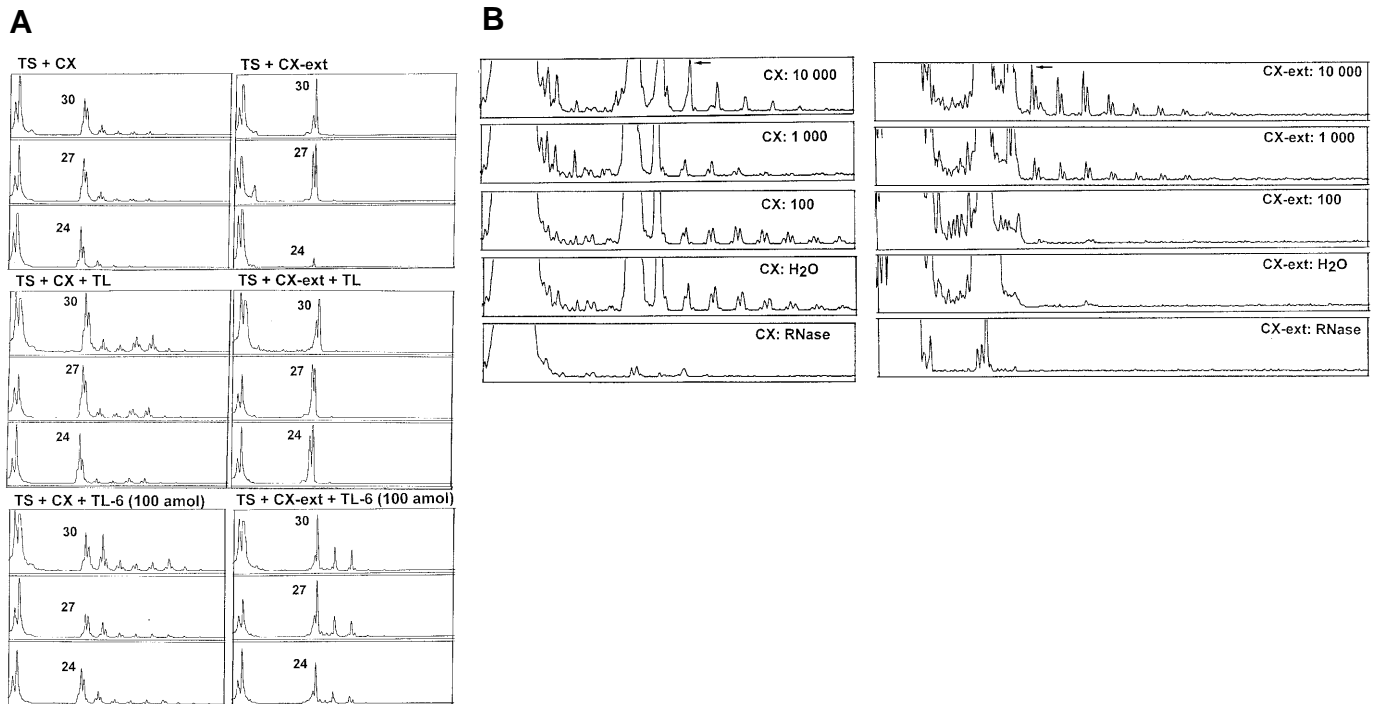 A
TS + CX
30
27
24
TS + CX-ext
30
27
24
TS + CX + TL
30
27
24
TS + CX-ext + TL
30
27
24
TS + CX + TL-6 (100 amol)
30
27
24
TS + CX-ext + TL-6 (100 amol)
30
27
24
B
CX: 10 000
CX: 1 000
CX: 100
CX: H₂O
CX: RNase
CX-ext: 10 000
CX-ext: 1 000
CX-ext: 100
CX-ext: H₂O
CX-ext: RNase